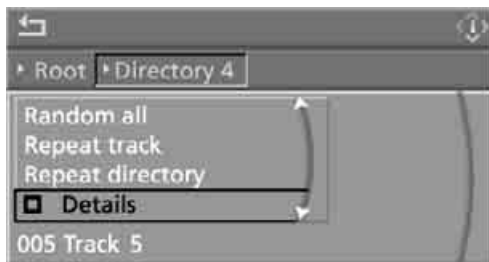 Root Directory 4
Random all
Repeat track
Repeat directory
Details
005 Track 5